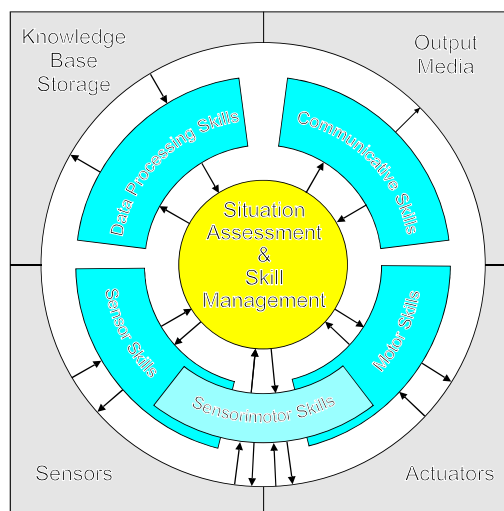 Knowledge
Base
Storage
Output
Media
Data Processing Skills
Communicative Skills
Situation
Assessment
&
Skill
Management
Sensor Skills
Motor Skills
Sensorimotor Skills
Sensors
Actuators